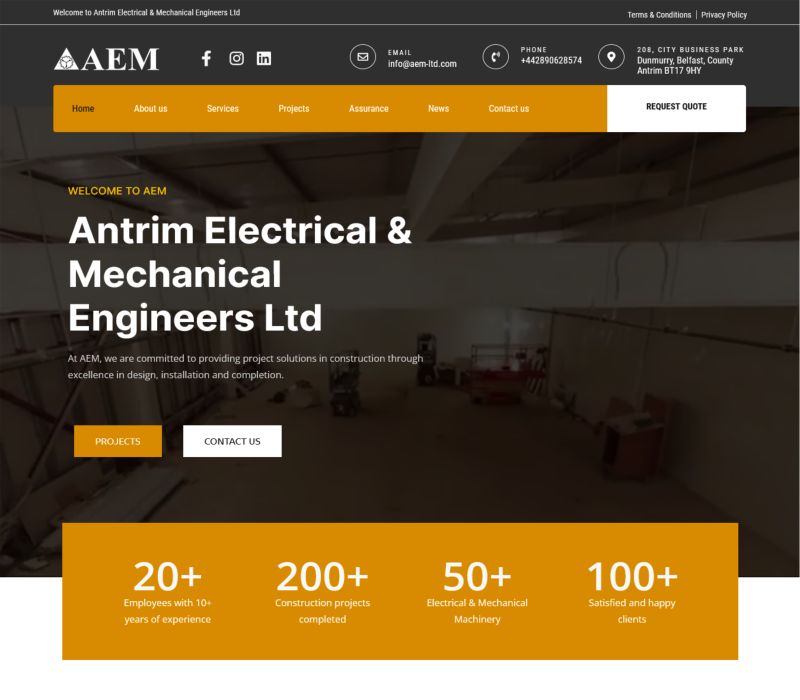 Welcome to Antrim Electrical & Mechanical Engineers Ltd
Terms & Conditions | Privacy Policy
AEM
EMAIL
info@aem-ltd.com
PHONE
+442890628574
208, CITY BUSINESS PARK
Dunmurry, Belfast, County
Antrim BT17 9HY
Home
About us
Services
Projects
Assurance
News
Contact us
REQUEST QUOTE
WELCOME TO AEM
Antrim Electrical &
Mechanical
Engineers Ltd
At AEM, we are committed to providing project solutions in construction through
excellence in design, installation and completion.
PROJECTS
CONTACT US
20+
Employees with 10+
years of experience
200+
Construction projects
completed
50+
Electrical & Mechanical
Machinery
100+
Satisfied and happy
clients